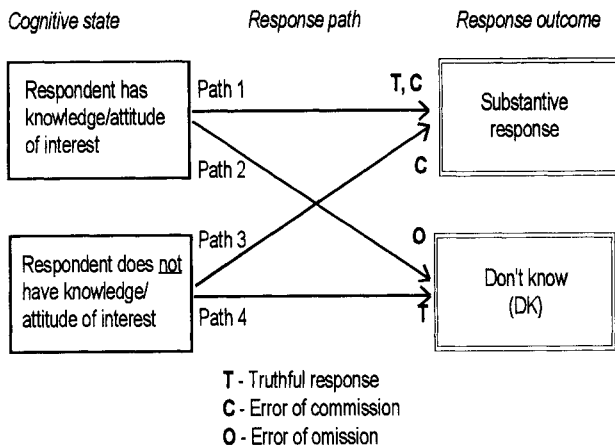 Cognitive state Response path Response outcome
Respondent has
knowledge/attitude
of interest
Path 1
T, C
Substantive
response
Path 2
C
Path 3
O
Respondent does not
have knowledge/
attitude of interest
Path 4
T
Don't know
(DK)
T - Truthful response
C - Error of commission
O - Error of omission